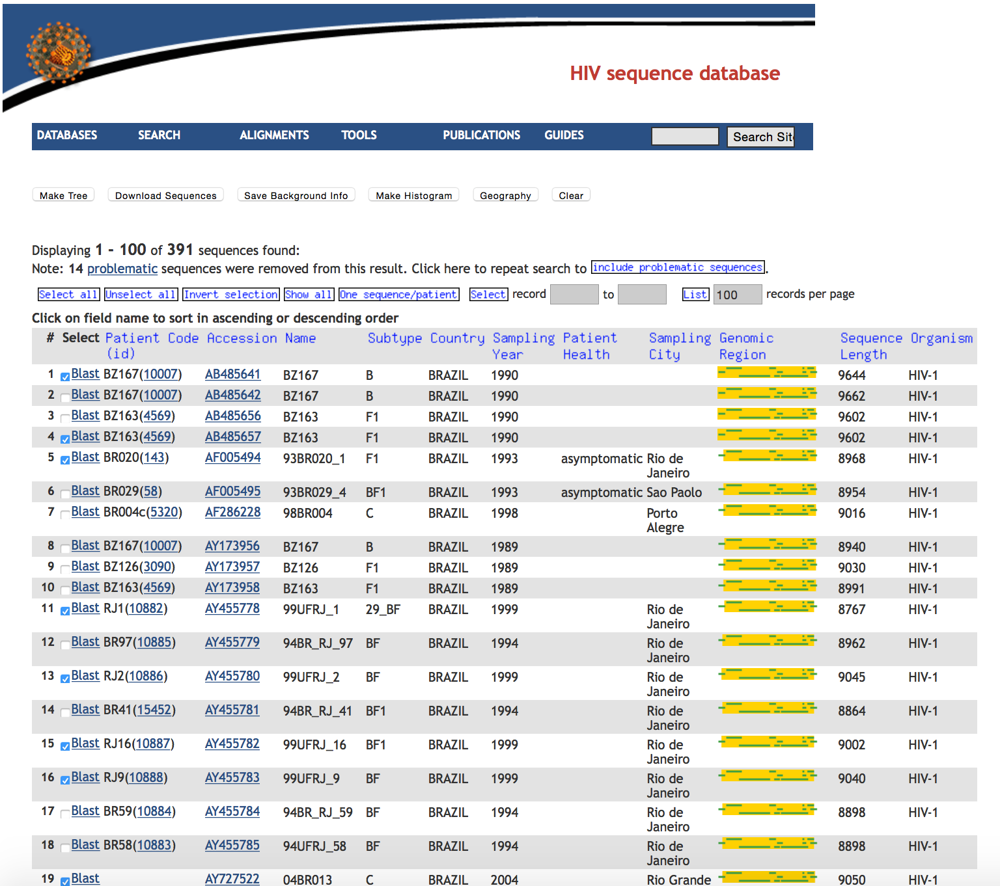 HIV sequence database
DATABASES SEARCH ALIGNMENTS TOOLS PUBLICATIONS GUIDES Search Sit
Make Tree Download Sequences Save Background Info Make Histogram Geography Clear
Displaying 1 - 100 of 391 sequences found:
Note: 14 problematic sequences were removed from this result. Click here to repeat search to include problematic sequences.
Select all Unselect all Invert selection Show all One sequence/patient Select record to List 100 records per page
Click on field name to sort in ascending or descending order
# Select Patient Code Accession Name Subtype Country Sampling Patient Sampling Genomic Sequence Organism
(id) Year Health City Region Length
1 Blast BZ167(10007) AB485641 BZ167 B BRAZIL 1990 9644 HIV-1
2 Blast BZ167(10007) AB485642 BZ167 B BRAZIL 1990 9662 HIV-1
3 Blast BZ163(4569) AB485656 BZ163 F1 BRAZIL 1990 9602 HIV-1
4 Blast BZ163(4569) AB485657 BZ163 F1 BRAZIL 1990 9602 HIV-1
5 Blast BR020(143) AF005494 93BR020_1 F1 BRAZIL 1993 asymptomatic Rio de 8968 HIV-1
Janeiro
6 Blast BR029(58) AF005495 93BR029_4 BF1 BRAZIL 1993 asymptomatic Sao Paolo 8954 HIV-1
7 Blast BR004c(5320) AF286228 98BR004 C BRAZIL 1998 Porto 9016 HIV-1
Alegre
8 Blast BZ167(10007) AY173956 BZ167 B BRAZIL 1989 8940 HIV-1
9 Blast BZ126(3090) AY173957 BZ126 F1 BRAZIL 1989 9030 HIV-1
10 Blast BZ163(4569) AY173958 BZ163 F1 BRAZIL 1989 8991 HIV-1
11 Blast RJ1(10882) AY455778 99UFRJ_1 29_BF BRAZIL 1999 Rio de 8767 HIV-1
Janeiro
12 Blast BR97(10885) AY455779 94BR_RJ_97 BF BRAZIL 1994 Rio de 8962 HIV-1
Janeiro
13 Blast RJ2(10886) AY455780 99UFRJ_2 BF BRAZIL 1999 Rio de 9045 HIV-1
Janeiro
14 Blast BR41(15452) AY455781 94BR_RJ_41 BF1 BRAZIL 1994 Rio de 8864 HIV-1
Janeiro
15 Blast RJ16(10887) AY455782 99UFRJ_16 BF1 BRAZIL 1999 Rio de 9002 HIV-1
Janeiro
16 Blast RJ9(10888) AY455783 99UFRJ_9 BF BRAZIL 1999 Rio de 9040 HIV-1
Janeiro
17 Blast BR59(10884) AY455784 94BR_RJ_59 BF BRAZIL 1994 Rio de 8898 HIV-1
Janeiro
18 Blast BR58(10883) AY455785 94UFRJ_58 BF BRAZIL 1994 Rio de 8898 HIV-1
Janeiro
19 Blast AY727522 04BR013 C BRAZIL 2004 Rio Grande 9050 HIV-1